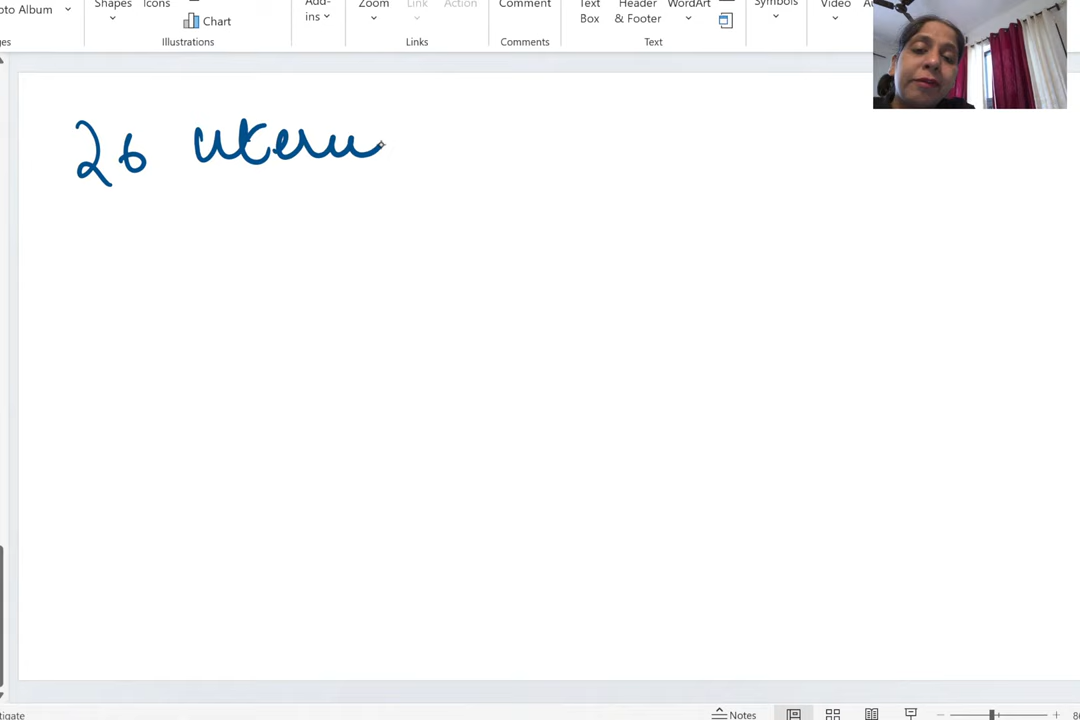 oto Album
Shapes
Icons
Chart
Add-
ins
Zoom
Link
Action
Comment
Text
Box
Header
& Footer
WordArt
Symbols
Video
Illustrations
Links
Comments
Text
26 uteru
Notes